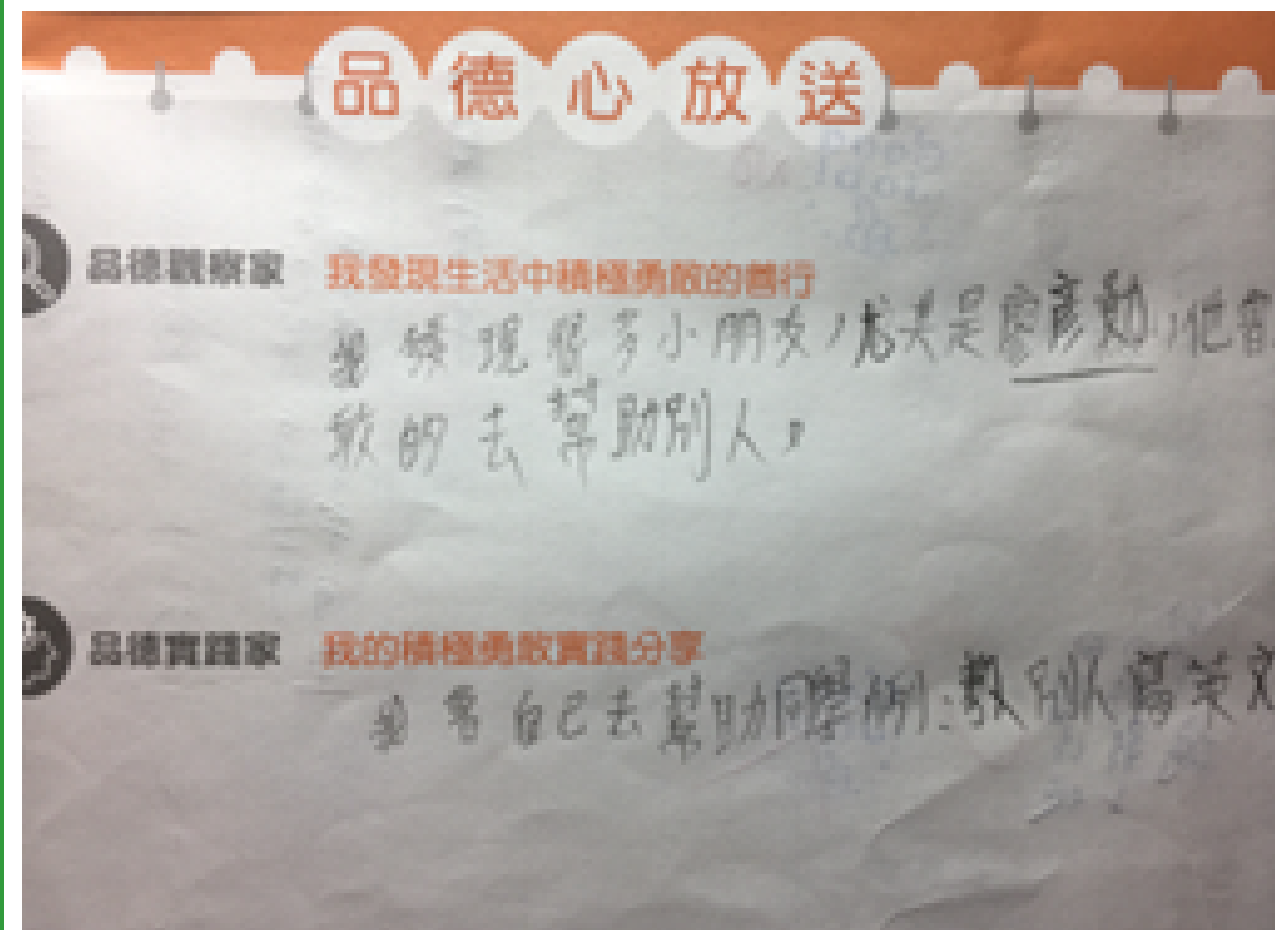 品德心放送
品德觀察家 我發現生活中積極勇敢的善行
發現很多小朋友,尤其是廖彥勳,他會
敢的去幫助別人。
品德實踐家 我的積極勇敢實踐分享
會自己去幫助同學例:教別人寫英文